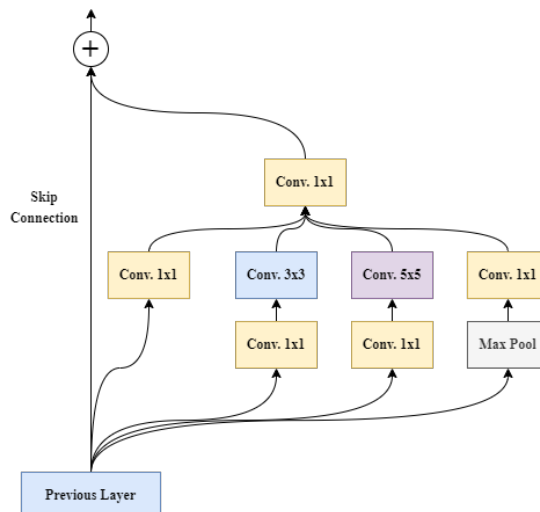 +
Conv. 1x1
Skip
Connection
Conv. 1x1
Conv. 3x3
Conv. 5x5
Conv. 1x1
Conv. 1x1
Conv. 1x1
Max Pool
Previous Layer